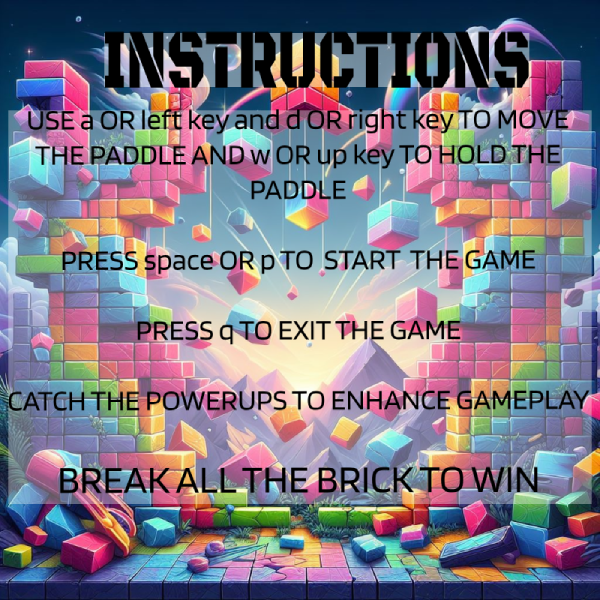 INSTRUCTIONS
USE a OR left key and d OR right key TO MOVE
THE PADDLE AND w OR up key TO HOLD THE
PADDLE
PRESS space OR p TO START THE GAME
PRESS q TO EXIT THE GAME
CATCH THE POWERUPS TO ENHANCE GAMEPLAY
BREAK ALL THE BRICK TO WIN